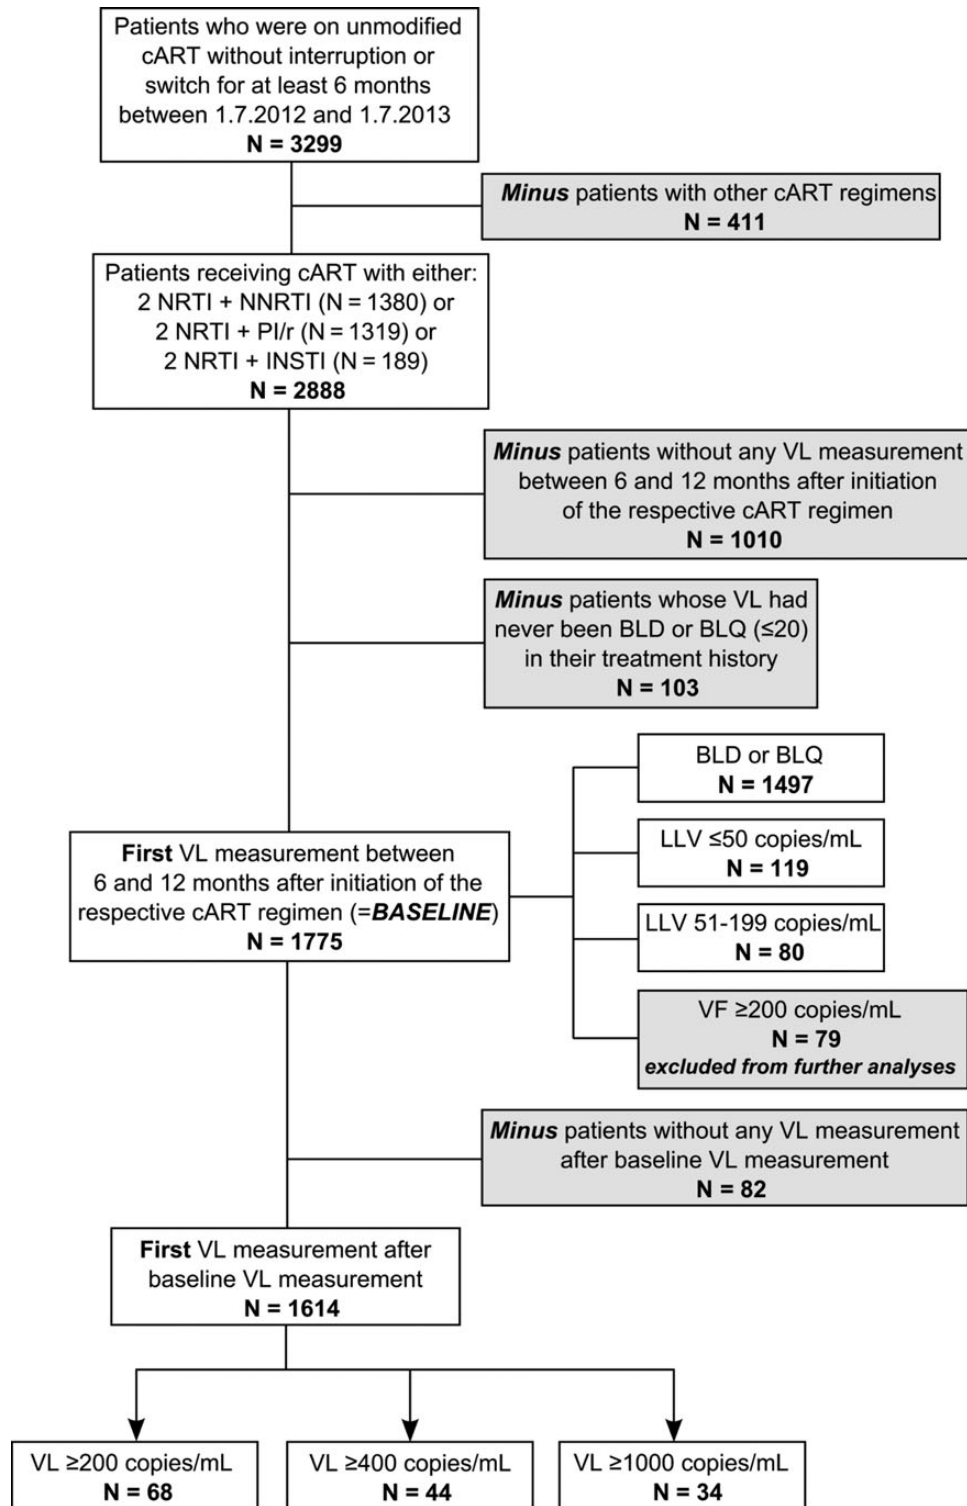 Patients who were on unmodified
cART without interruption or
switch for at least 6 months
between 1.7.2012 and 1.7.2013
N = 3299
Minus patients with other cART regimens
N = 411
Patients receiving cART with either:
2 NRTI + NNRTI (N = 1380) or
2 NRTI + PI/r (N = 1319) or
2 NRTI + INSTI (N = 189)
N = 2888
Minus patients without any VL measurement
between 6 and 12 months after initiation
of the respective cART regimen
N = 1010
Minus patients whose VL had
never been BLD or BLQ (≤20)
in their treatment history
N = 103
BLD or BLQ
N = 1497
LLV ≤50 copies/mL
N = 119
First VL measurement between
6 and 12 months after initiation of the
respective cART regimen (=BASELINE)
N = 1775
LLV 51-199 copies/mL
N = 80
VF ≥200 copies/mL
N = 79
excluded from further analyses
Minus patients without any VL measurement
after baseline VL measurement
N = 82
First VL measurement after
baseline VL measurement
N = 1614
VL ≥200 copies/mL
N = 68
VL ≥400 copies/mL
N = 44
VL ≥1000 copies/mL
N = 34